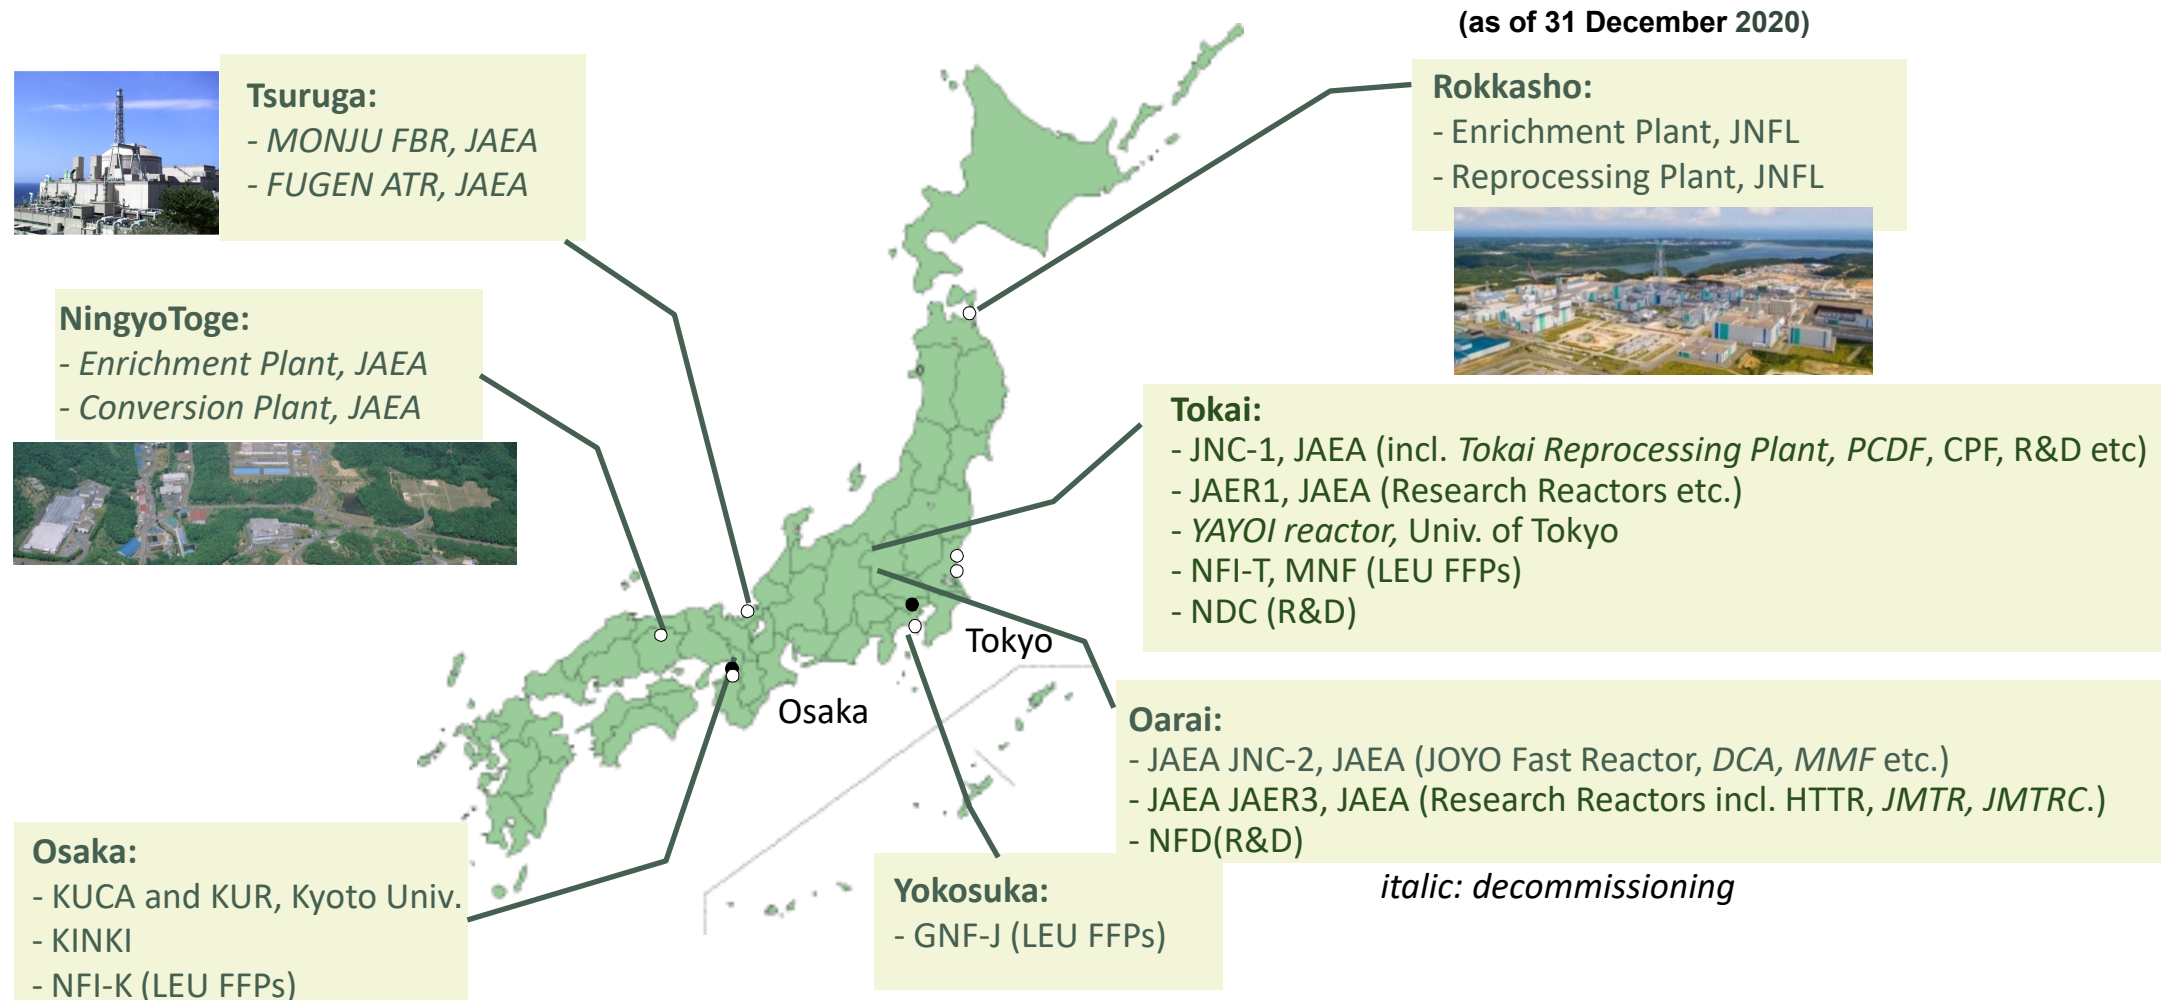 (as of 31 December 2020)
Tsuruga:
- MONJU FBR, JAEA
- FUGEN ATR, JAEA
Rokkasho:
- Enrichment Plant, JNFL
- Reprocessing Plant, JNFL
NingyoToge:
- Enrichment Plant, JAEA
- Conversion Plant, JAEA
Tokai:
- JNC-1, JAEA (incl. Tokai Reprocessing Plant, PCDF, CPF, R&D etc)
- JAER1, JAEA (Research Reactors etc.)
- YAYOI reactor, Univ. of Tokyo
- NFI-T, MNF (LEU FFPs)
- NDC (R&D)
Tokyo
Osaka
Oarai:
- JAEA JNC-2, JAEA (JOYO Fast Reactor, DCA, MMF etc.)
- JAEA JAER3, JAEA (Research Reactors incl. HTTR, JMTR, JMTRC.)
- NFD(R&D)
Osaka:
- KUCA and KUR, Kyoto Univ.
- KINKI
- NFI-K (LEU FFPs)
Yokosuka:
- GNF-J (LEU FFPs)
italic: decommissioning